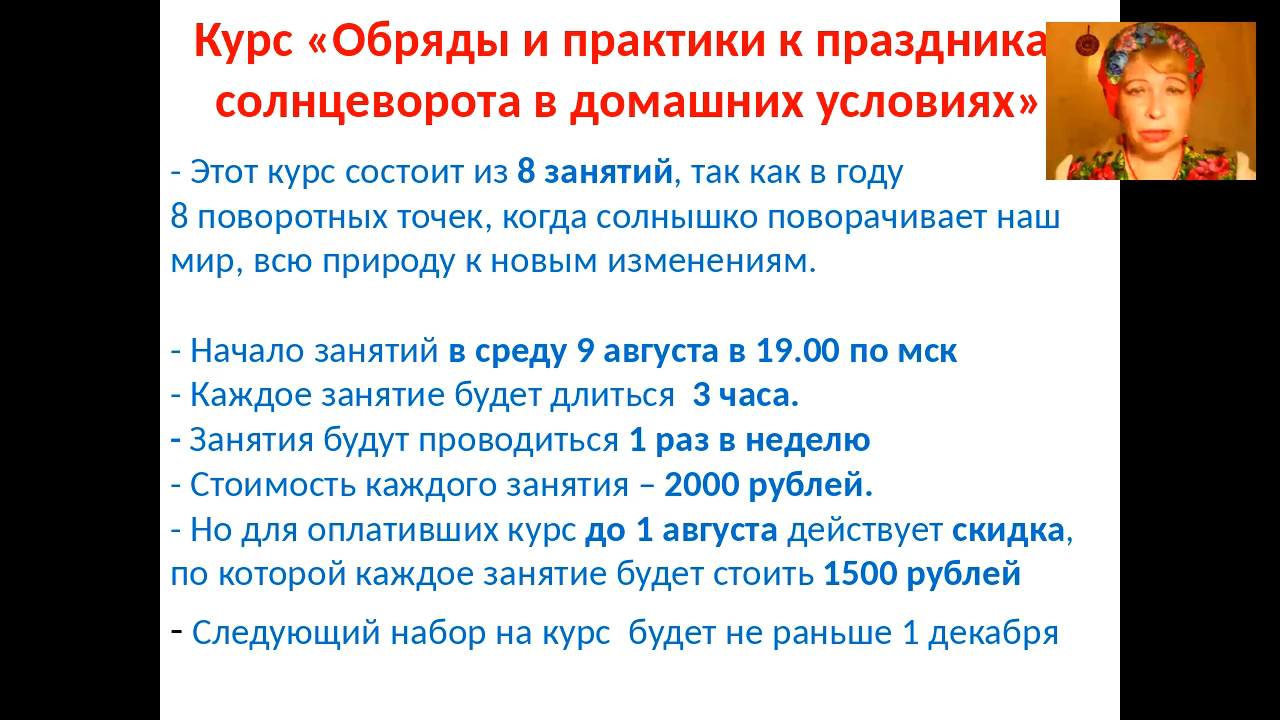 Курс «Обряды и практики к праздника
солнцеворота в домашних условиях»
- Этот курс состоит из 8 занятий, так как в году
8 поворотных точек, когда солнышко поворачивает наш
мир, всю природу к новым изменениям.
- Начало занятий в среду 9 августа в 19.00 по мск
- Каждое занятие будет длиться 3 часа.
- Занятия будут проводиться 1 раз в неделю
- Стоимость каждого занятия – 2000 рублей.
- Но для оплативших курс до 1 августа действует скидка,
по которой каждое занятие будет стоить 1500 рублей
- Следующий набор на курс будет не раньше 1 декабря